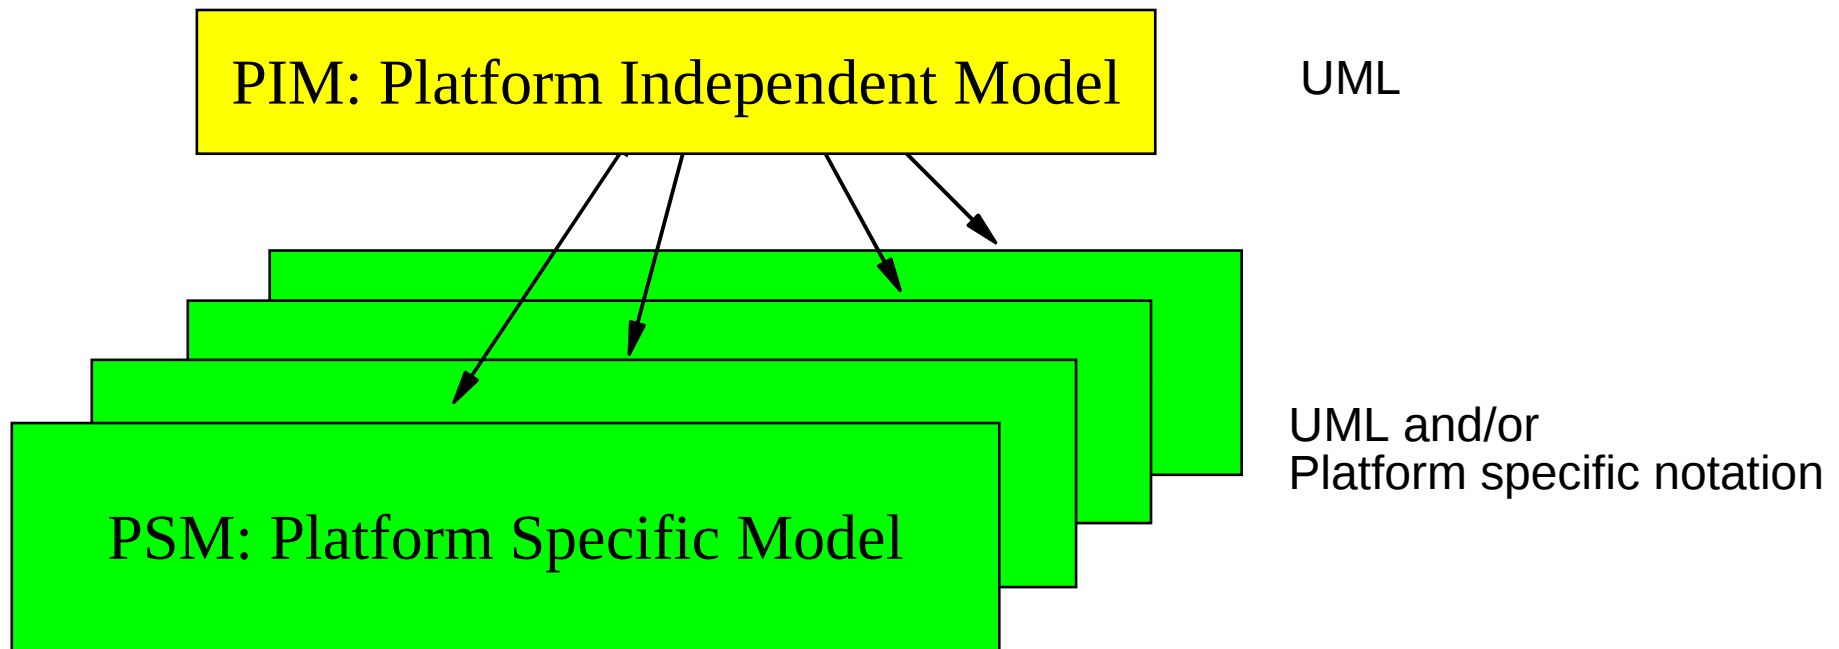 PIM: Platform Independent Model
UML
UML and/or
Platform specific notation
PSM: Platform Specific Model